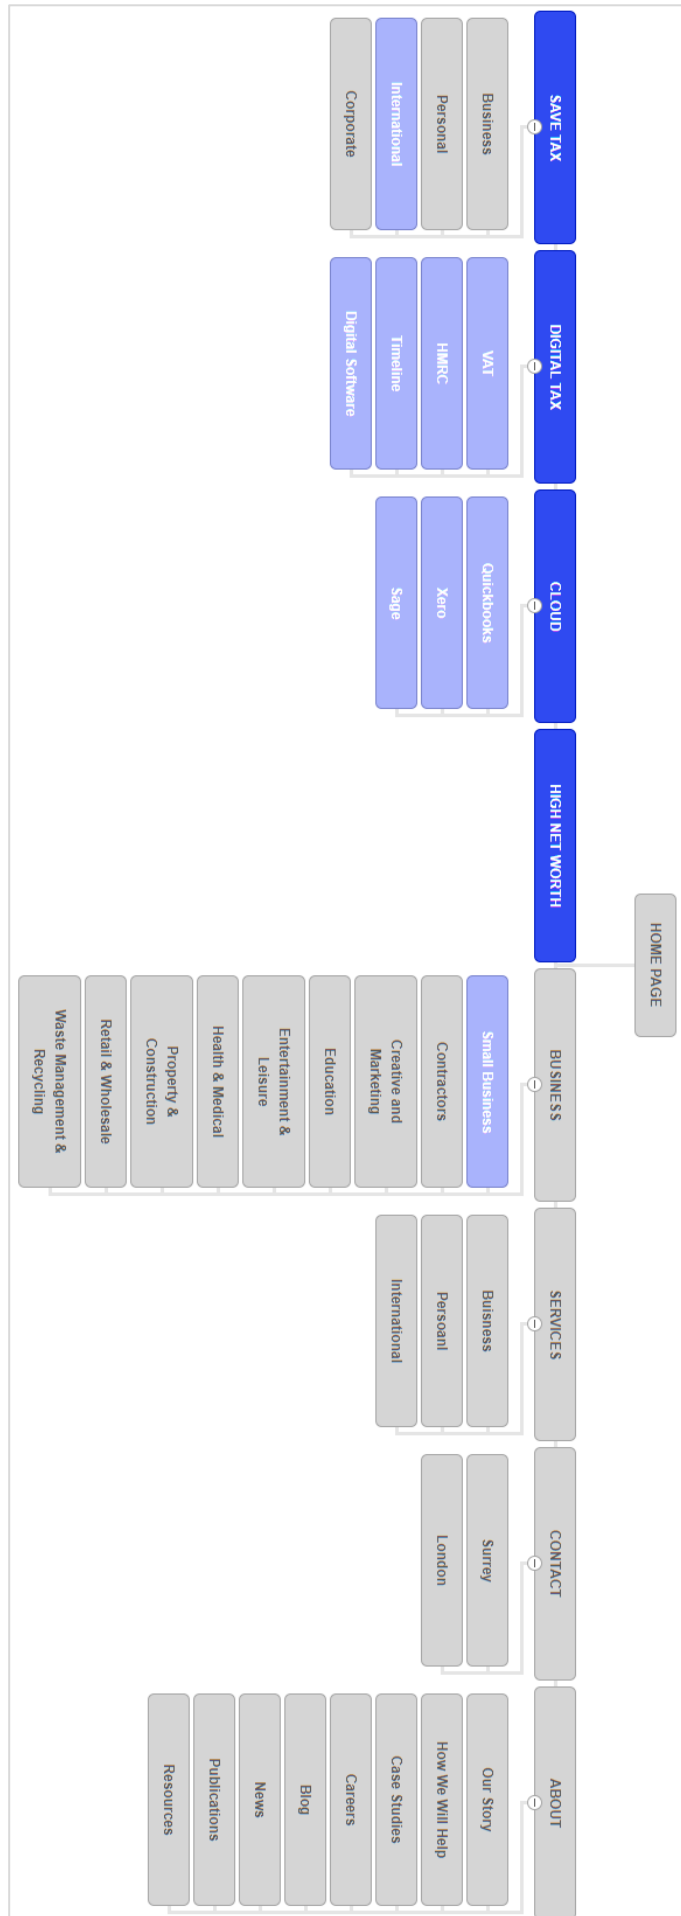 HOME PAGE
SAVE TAX
Business
Personal
International
Corporate
DIGITAL TAX
VAT
HMRC
Timeline
Digital Software
CLOUD
Quickbooks
Xero
Sage
HIGH NET WORTH
BUSINESS
Small Business
Contractors
Creative and
Marketing
Education
Entertainment &
Leisure
Health & Medical
Property &
Construction
Retail & Wholesale
Waste Management &
Recycling
SERVICES
Buisness
Persoanl
International
CONTACT
Surrey
London
ABOUT
Our Story
How We Will Help
Case Studies
Careers
Blog
News
Publications
Resources